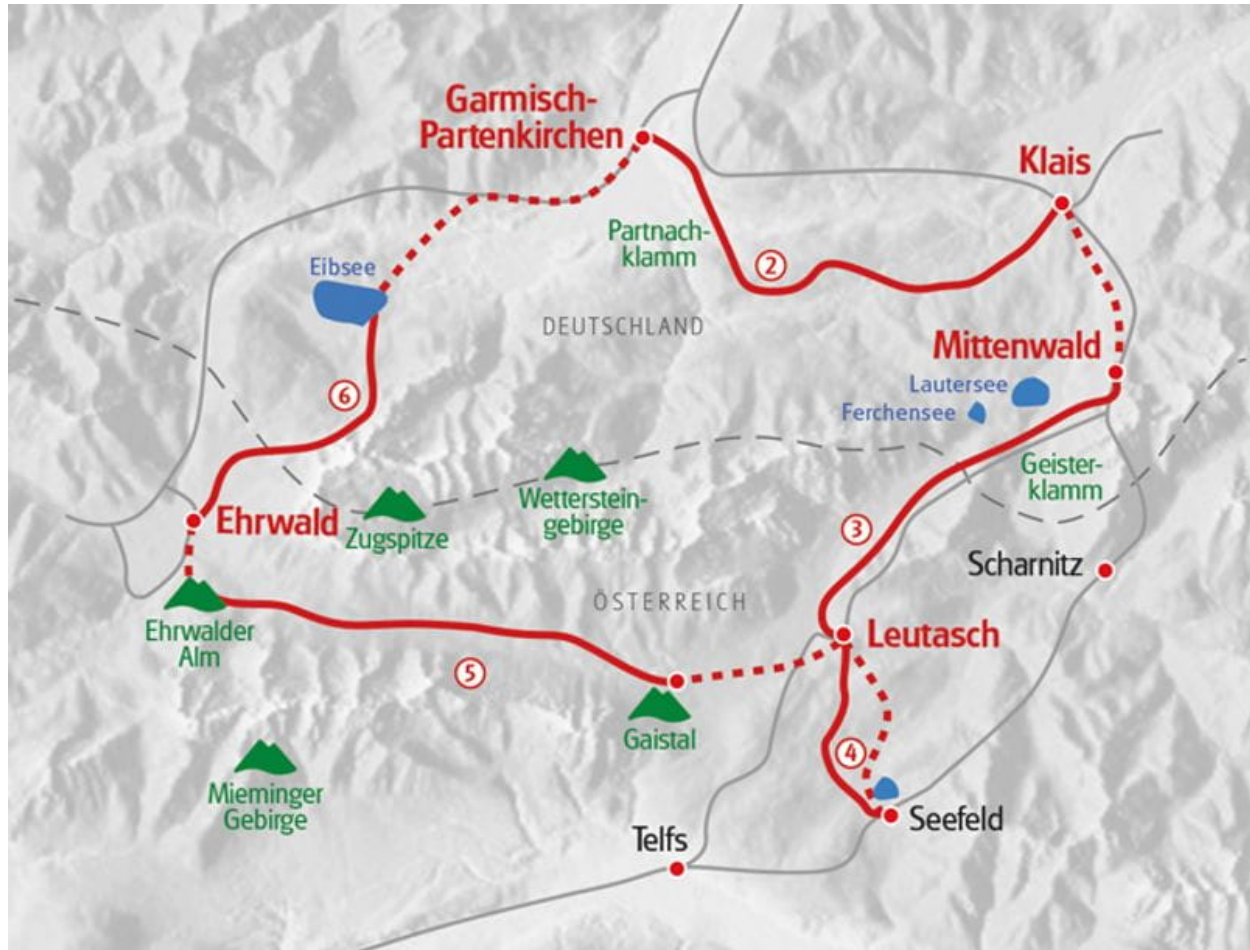 Garmisch-
Partenkirchen
Klais
Partnach-
klamm
②
Eibsee
DEUTSCHLAND
Mittenwald
Lautersee
Ferchensee
⑥
Geister-
klamm
Wetterstein-
gebirge
Ehrwald
Zugspitze
③
Scharnitz
ÖSTERREICH
Ehrwalder
Alm
Leutasch
⑤
Gaistal
④
Mieminger
Gebirge
Seefeld
Telfs